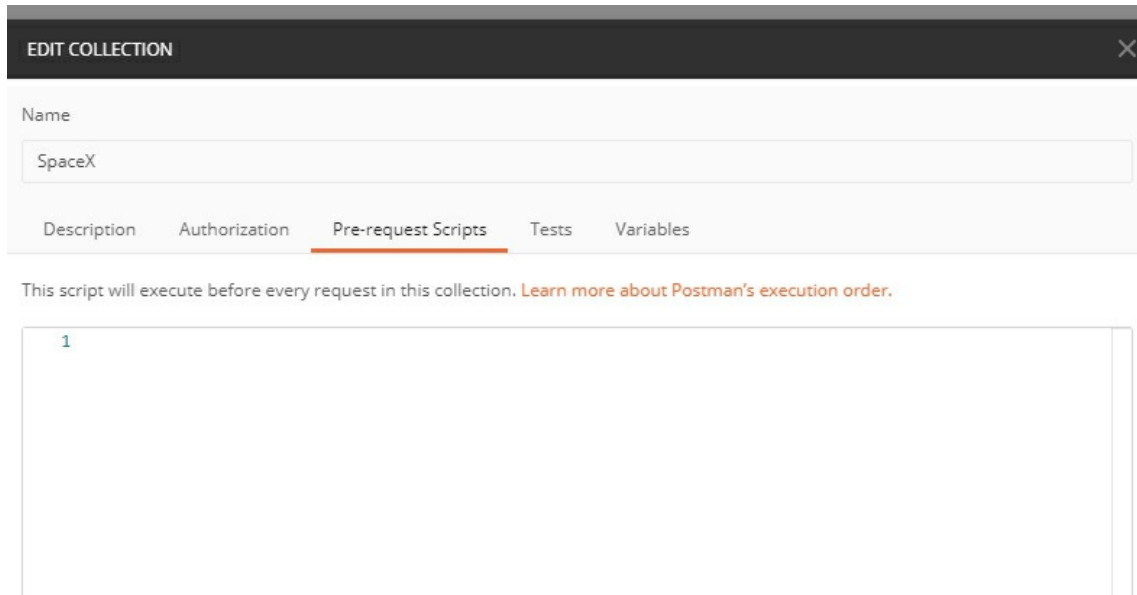 EDIT COLLECTION
Name
SpaceX
Description Authorization Pre-request Scripts Tests Variables
This script will execute before every request in this collection. Learn more about Postman's execution order.
1